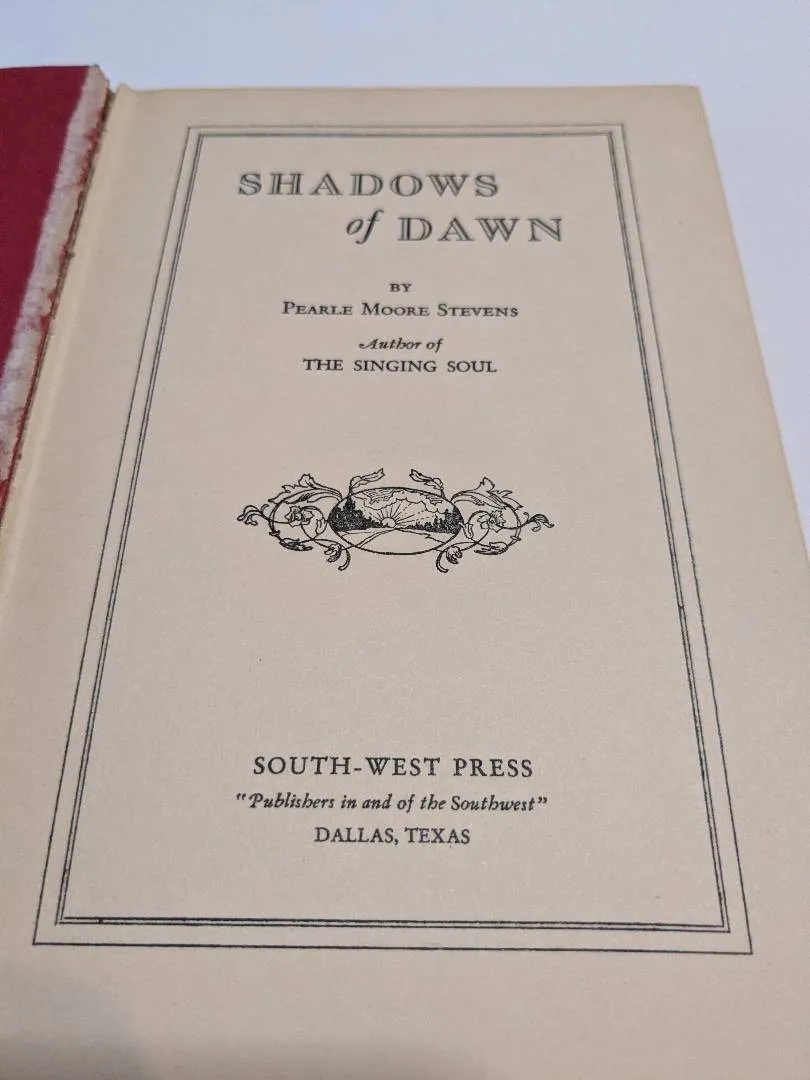 SHADOWS
of DAWN
BY
PEARLE MOORE STEVENS
Author of
THE SINGING SOUL
SOUTH-WEST PRESS
"Publishers in and of the Southwest"
DALLAS, TEXAS